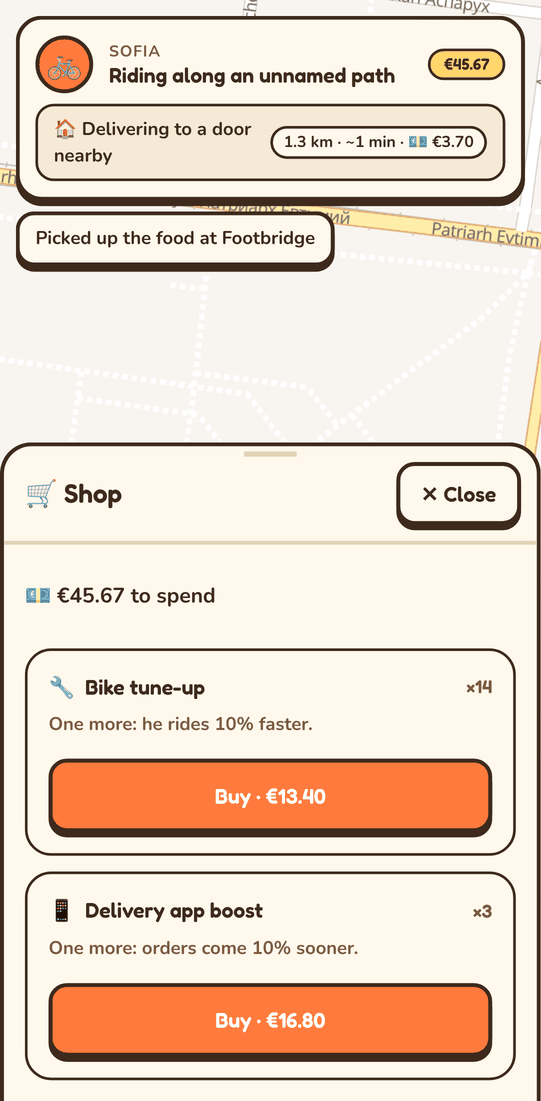 Аспарух
SOFIA
Riding along an unnamed path
€45.67
Delivering to a door
nearby
1.3 km · ~1 min · 💶 €3.70
Patriarh Evtim
Picked up the food at Footbridge
🛒 Shop
✕ Close
💶 €45.67 to spend
🔧 Bike tune-up
×14
One more: he rides 10% faster.
Buy · €13.40
📱 Delivery app boost
×3
One more: orders come 10% sooner.
Buy · €16.80